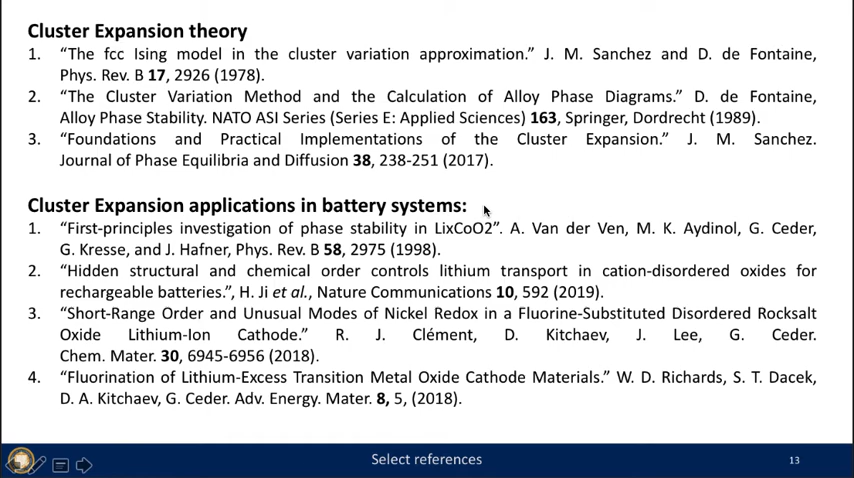 Cluster Expansion theory
1. “The fcc Ising model in the cluster variation approximation.” J. M. Sanchez and D. de Fontaine,
Phys. Rev. B 17, 2926 (1978).
2. “The Cluster Variation Method and the Calculation of Alloy Phase Diagrams.” D. de Fontaine,
Alloy Phase Stability. NATO ASI Series (Series E: Applied Sciences) 163, Springer, Dordrecht (1989).
3. “Foundations and Practical Implementations of the Cluster Expansion.” J. M. Sanchez.
Journal of Phase Equilibria and Diffusion 38, 238-251 (2017).
Cluster Expansion applications in battery systems:
1. “First-principles investigation of phase stability in LixCoO2”. A. Van der Ven, M. K. Aydinol, G. Ceder,
G. Kresse, and J. Hafner, Phys. Rev. B 58, 2975 (1998).
2. “Hidden structural and chemical order controls lithium transport in cation-disordered oxides for
rechargeable batteries.”, H. Ji et al., Nature Communications 10, 592 (2019).
3. “Short-Range Order and Unusual Modes of Nickel Redox in a Fluorine-Substituted Disordered Rocksalt
Oxide Lithium-Ion Cathode.” R. J. Clément, D. Kitchaev, J. Lee, G. Ceder.
Chem. Mater. 30, 6945-6956 (2018).
4. “Fluorination of Lithium-Excess Transition Metal Oxide Cathode Materials.” W. D. Richards, S. T. Dacek,
D. A. Kitchaev, G. Ceder. Adv. Energy. Mater. 8, 5, (2018).
Select references
13